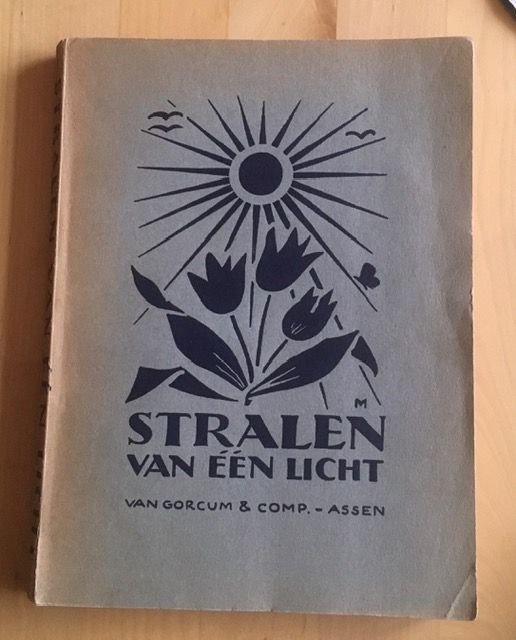 M
STRALEN
VAN ÉÉN LICHT
VAN GORCUM & COMP. - ASSEN